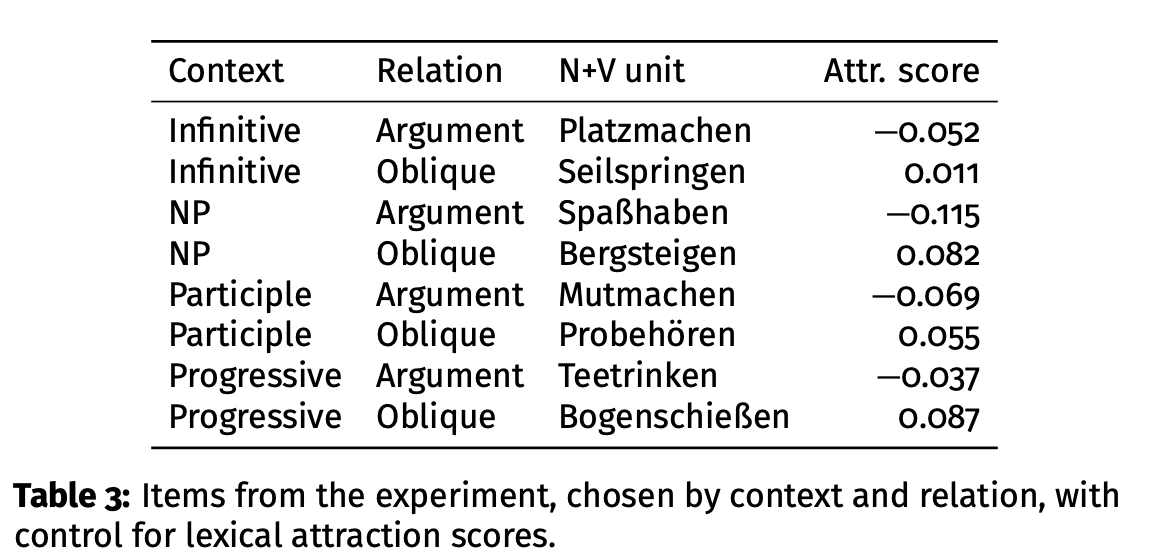 Context Relation N+V unit Attr. score
Infinitive Argument Platzmachen −0.052
Infinitive Oblique Seilspringen 0.011
NP Argument Spaßhaben −0.115
NP Oblique Bergsteigen 0.082
Participle Argument Mutmachen −0.069
Participle Oblique Probehören 0.055
Progressive Argument Teetrinken −0.037
Progressive Oblique Bogenschießen 0.087
Table 3: Items from the experiment, chosen by context and relation, with
control for lexical attraction scores.